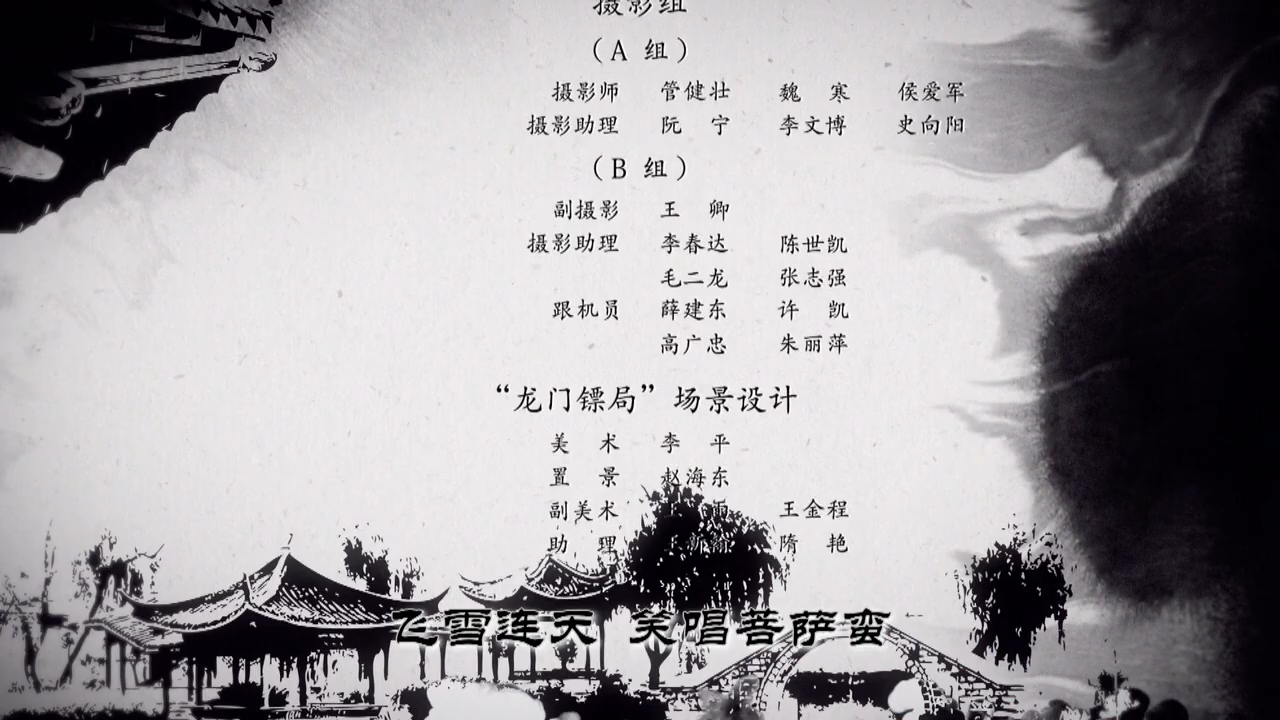 摄影组
（A 组）
摄影师 管健壮 魏 寒 侯爱军
摄影助理 阮 宁 李文博 史向阳
（B 组）
副摄影 王 卿
摄影助理 李春达 陈世凯
毛二龙 张志强
跟机员 薛建东 许 凯
高广忠 朱丽萍
“龙门镖局”场景设计
美 术 李 平
置 景 赵海东
副美术 雨 王金程
助 理 隋 艳
飞雪连天 笑唱菩萨蛮